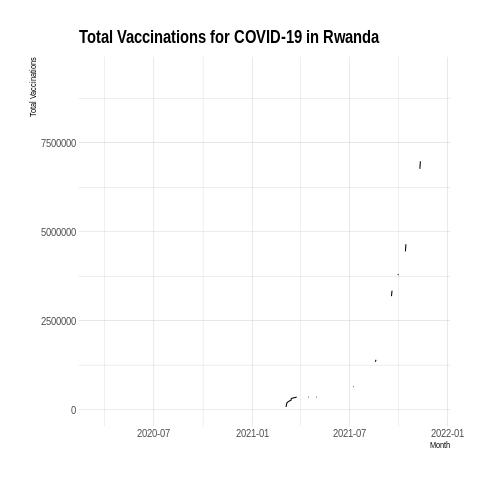 Total Vaccinations for COVID-19 in Rwanda
Total Vaccinations
7500000
5000000
2500000
0
2020-07 2021-01 2021-07 2022-01
Month